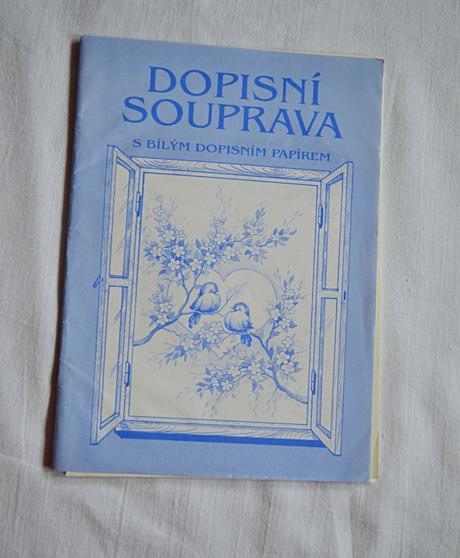 DOPISNÍ
SOUPRAVA
S BÍLÝM DOPISNÍM PAPÍREM